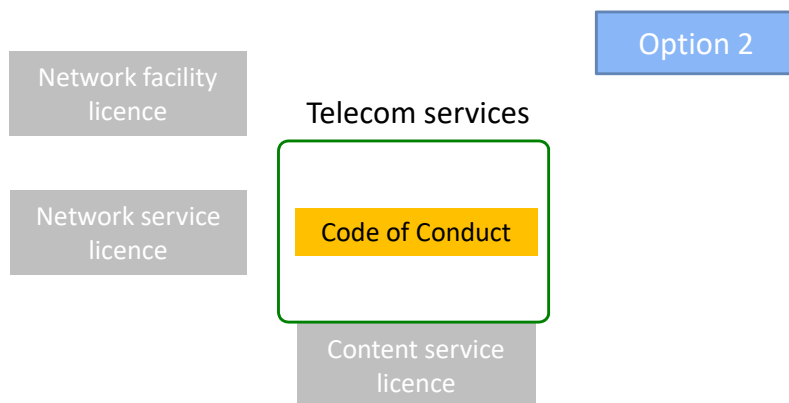 Option 2
Network facility
licence
Telecom services
Network service
licence
Code of Conduct
Content service
licence